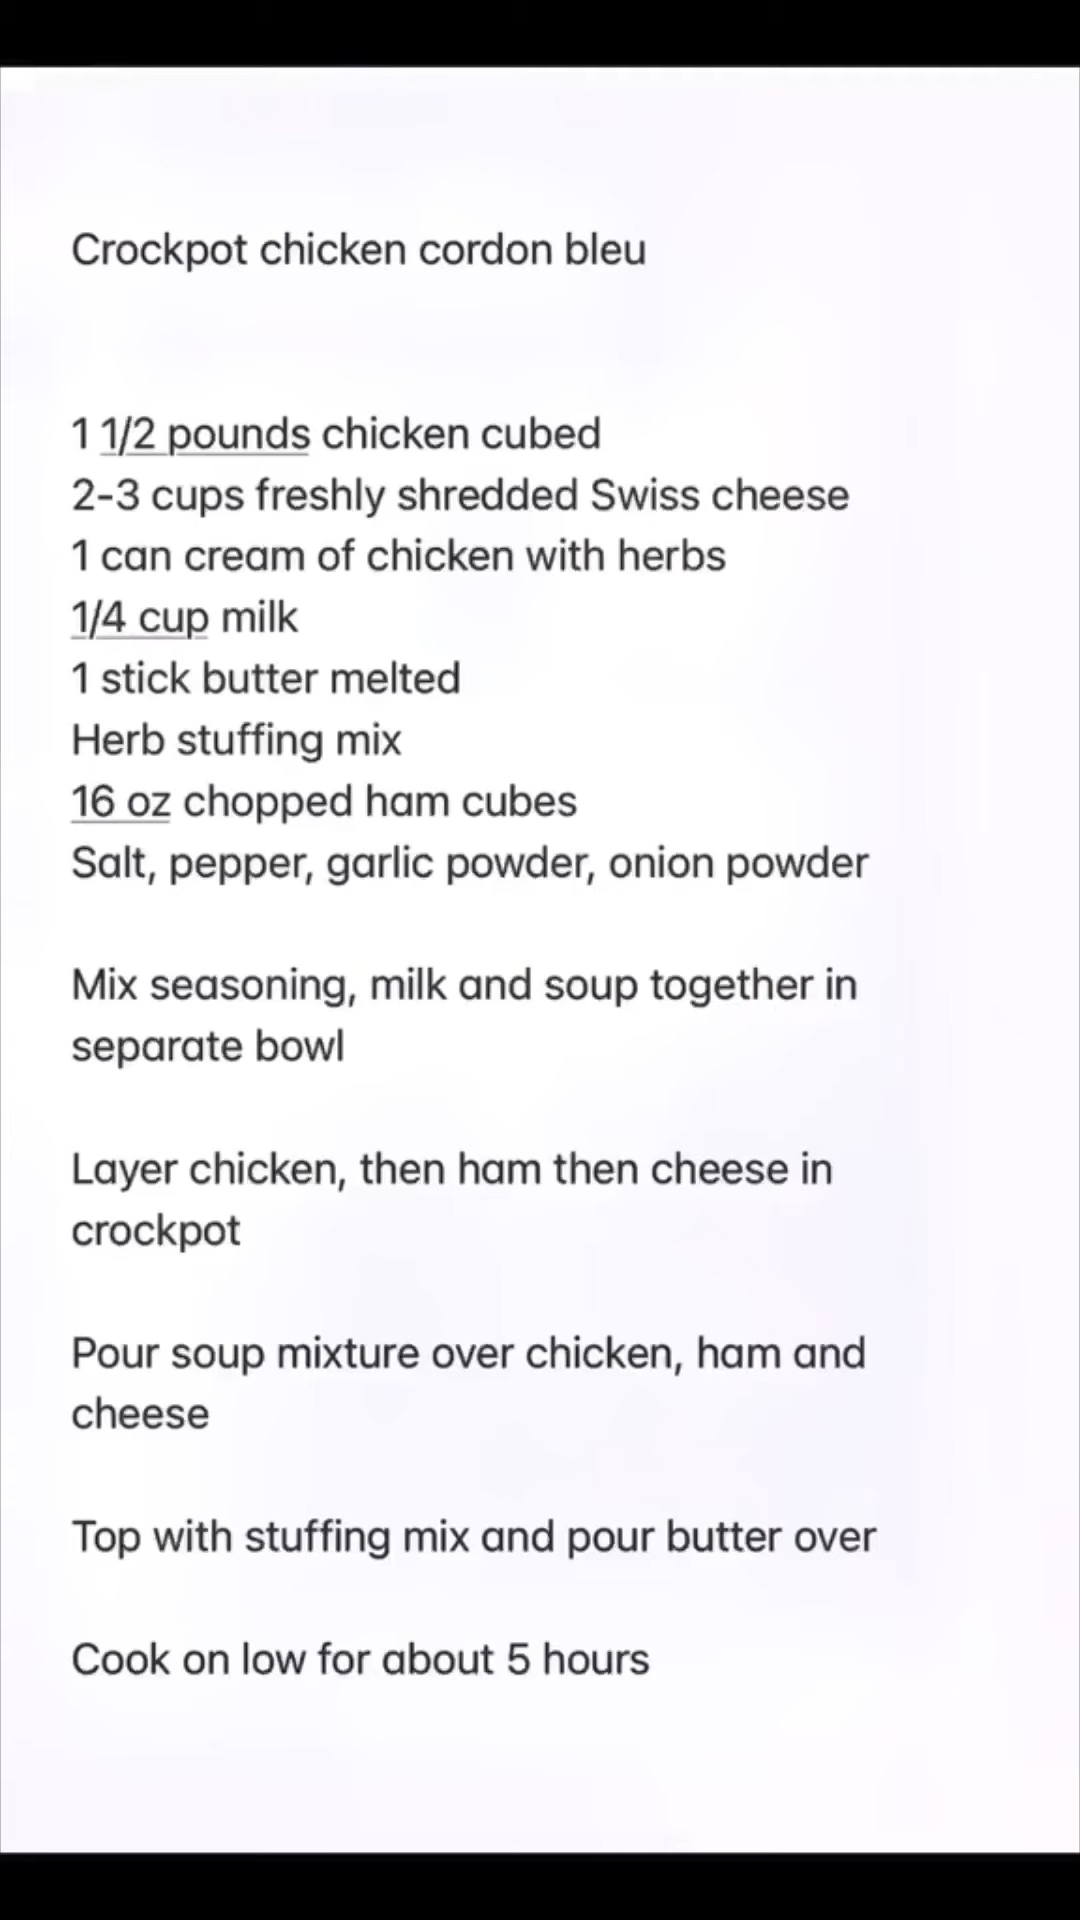 Crockpot chicken cordon bleu
1 1/2 pounds chicken cubed
2-3 cups freshly shredded Swiss cheese
1 can cream of chicken with herbs
1/4 cup milk
1 stick butter melted
Herb stuffing mix
16 oz chopped ham cubes
Salt, pepper, garlic powder, onion powder
Mix seasoning, milk and soup together in
separate bowl
Layer chicken, then ham then cheese in
crockpot
Pour soup mixture over chicken, ham and
cheese
Top with stuffing mix and pour butter over
Cook on low for about 5 hours